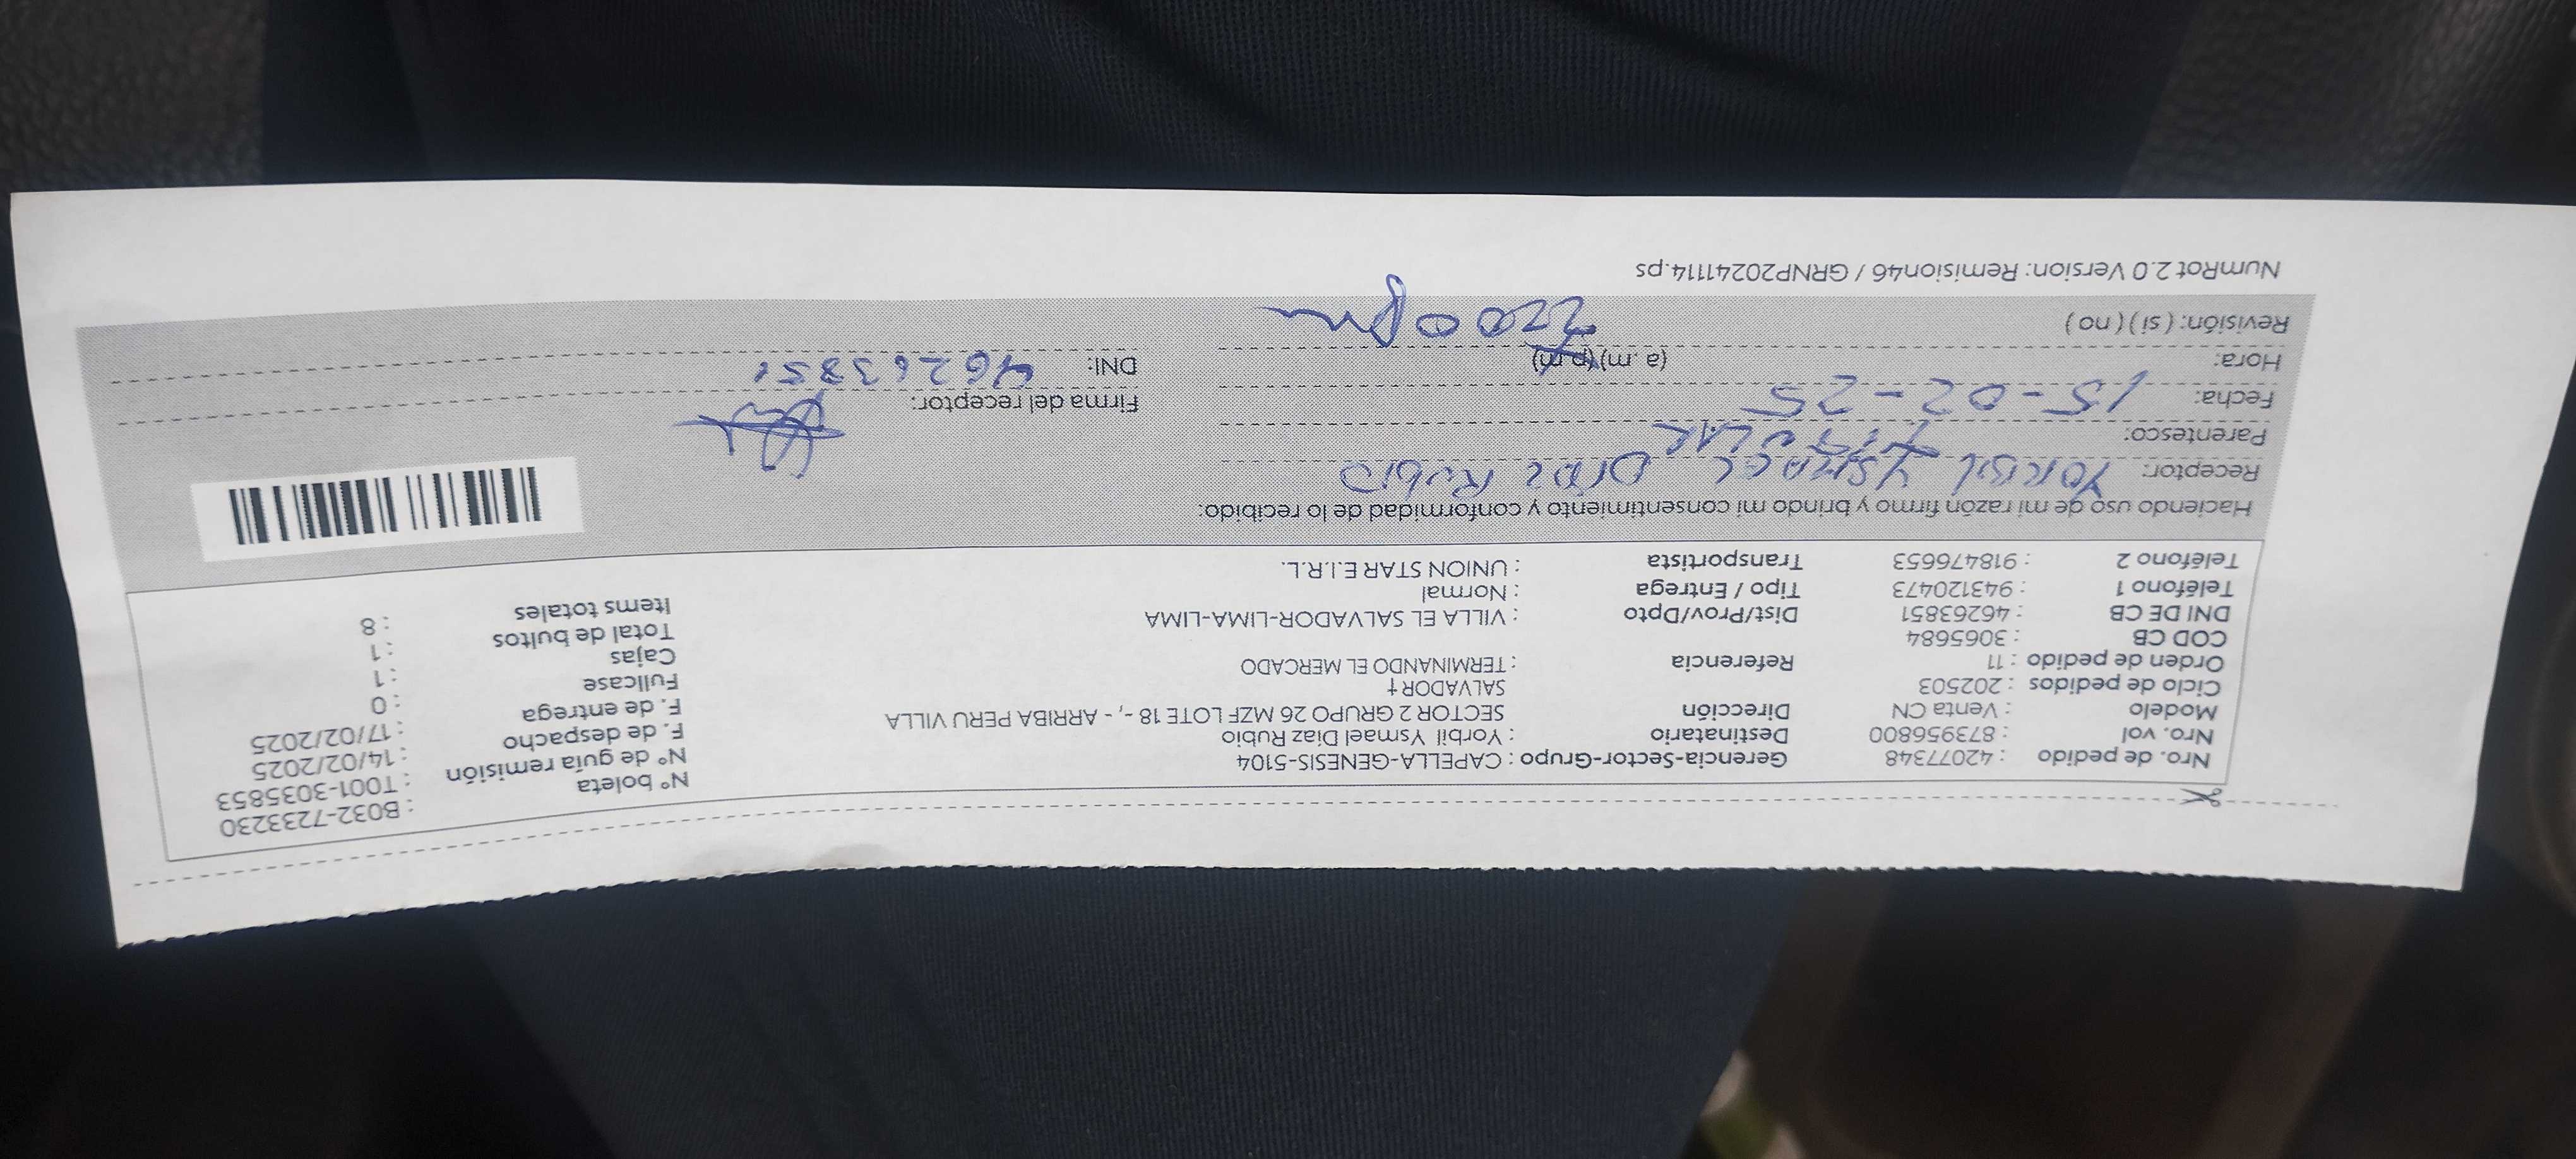 Nro. de pedido : 42077348 Gerencia-Sector-Grupo : CAPELLA-GENESIS-5104 N° boleta : B032-7233230
Nro. vol : 873956800 Destinatario : Yorbil Ysmael Diaz Rubio N° de guía remisión : T001-3035853
Modelo : Venta CN Dirección SECTOR 2 GRUPO 26 MZF LOTE 18 -, - ARRIBA PERU VILLA F. de despacho : 14/02/2025
Ciclo de pedidos : 202503 SALVADOR† F. de entrega : 17/02/2025
Orden de pedido : 11 Referencia : TERMINANDO EL MERCADO Fullcase : 0
COD CB : 3065684 Cajas : 1
DNI DE CB : 46263851 Dist/Prov/Dpto : VILLA EL SALVADOR-LIMA-LIMA Total de bultos : 1
Teléfono 1 : 943120473 Tipo / Entrega : Normal Items totales : 8
Teléfono 2 : 918476653 Transportista : UNION STAR E.I.R.L.
Haciendo uso de mi razón firmo y brindo mi consentimiento y conformidad de lo recibido:
Receptor: YORBIL YSMAEL DIAZ RUBIO
Parentesco: TITULAR
Fecha: 15-02-25 Firma del receptor:
Hora: (a. m) (p. m) DNI: 46263851
Revisión: ( si ) ( no ) 2200 pm
NumRot 2.0 Version: Remision46 / GRNP20241114.ps